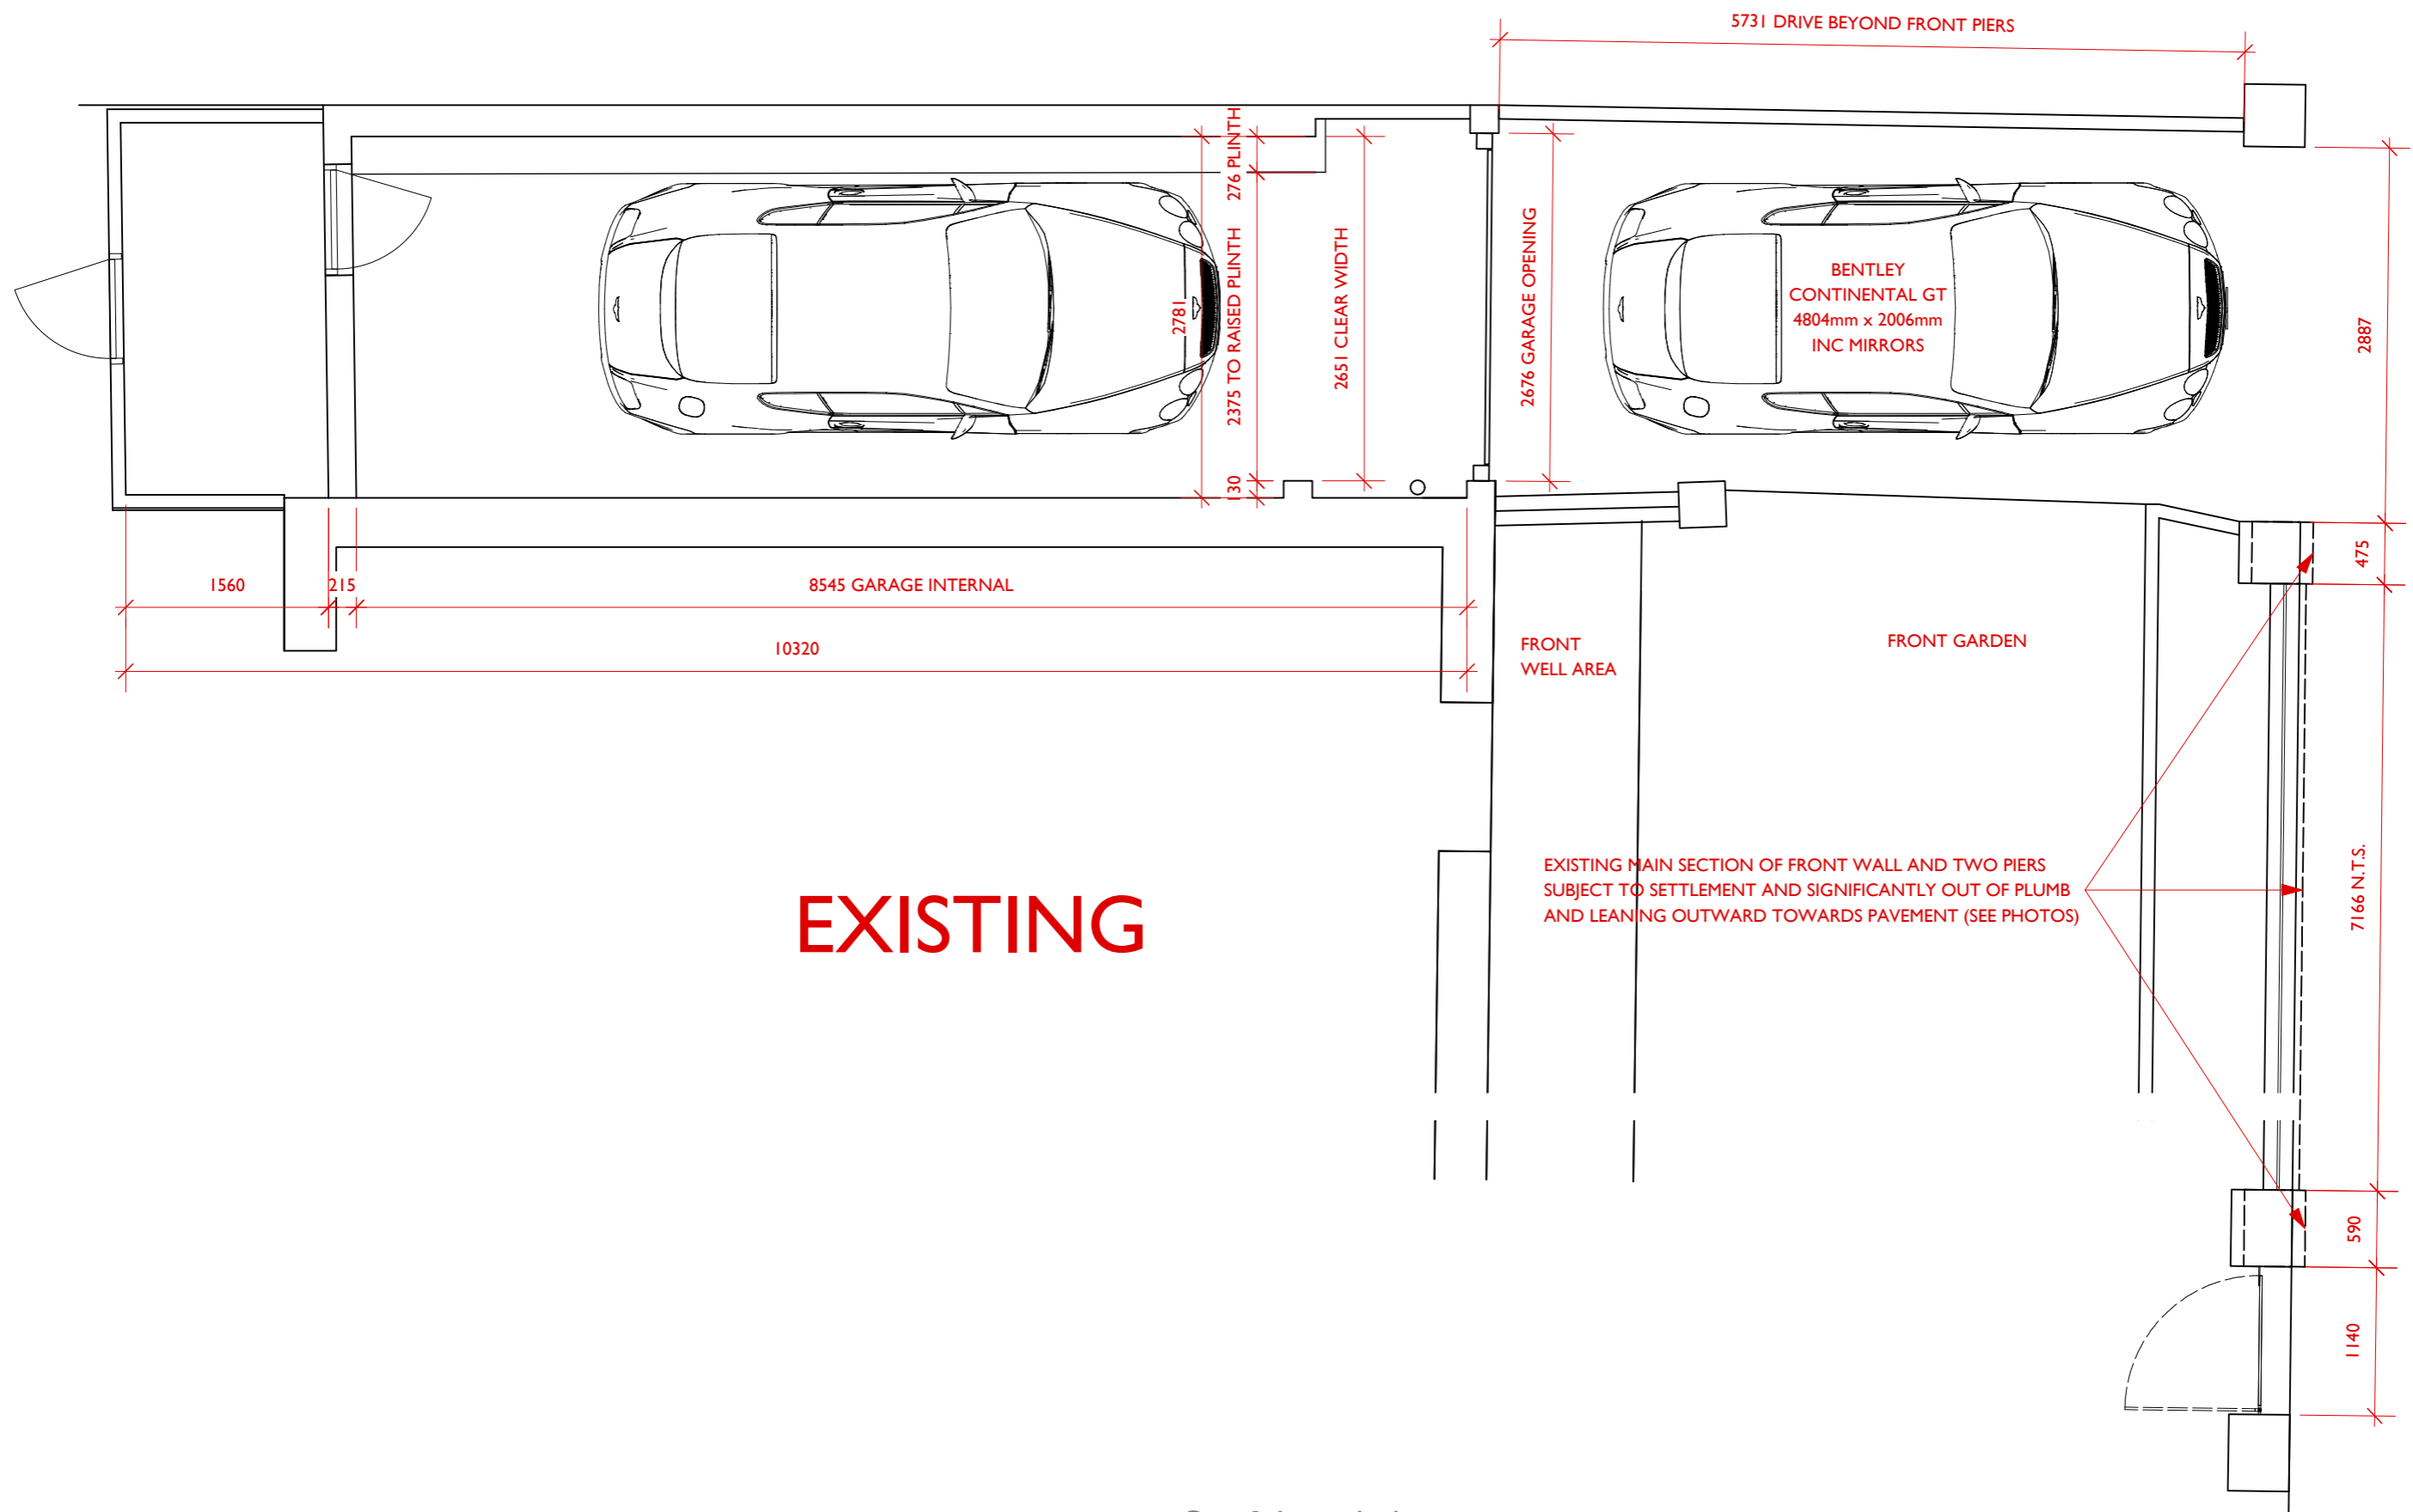 5731 DRIVE BEYOND FRONT PIERS
276 PLINTH
2375 TO RAISED PLINTH
2781
130
2651 CLEAR WIDTH
2676 GARAGE OPENING
BENTLEY
CONTINENTAL GT
4804mm x 2006mm
INC MIRRORS
2887
475
1560
215
8545 GARAGE INTERNAL
10320
FRONT
WELL AREA
FRONT GARDEN
EXISTING MAIN SECTION OF FRONT WALL AND TWO PIERS
SUBJECT TO SETTLEMENT AND SIGNIFICANTLY OUT OF PLUMB
AND LEANING OUTWARD TOWARDS PAVEMENT (SEE PHOTOS)
7166 N.T.S.
EXISTING
590
1140